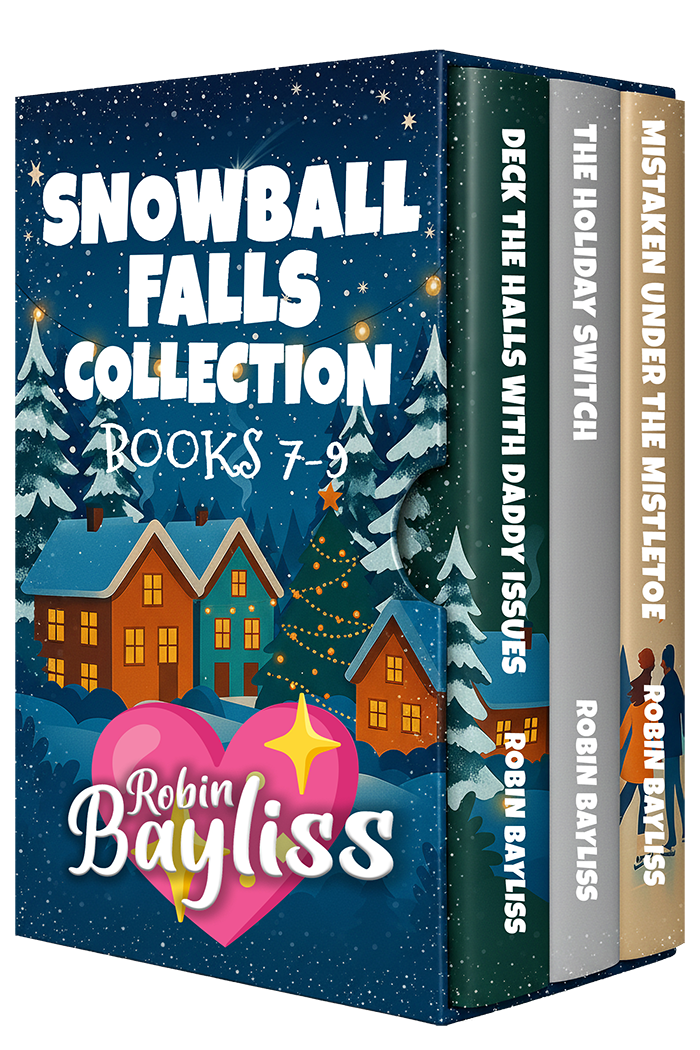 SNOWBALL
FALLS
COLLECTION
BOOKS 7-9
Robin
Bayliss
DECK THE HALLS WITH DADDY ISSUES
ROBIN BAYLISS
THE HOLIDAY SWITCH
ROBIN BAYLISS
MISTAKEN UNDER THE MISTLETOE
ROBIN BAYLISS